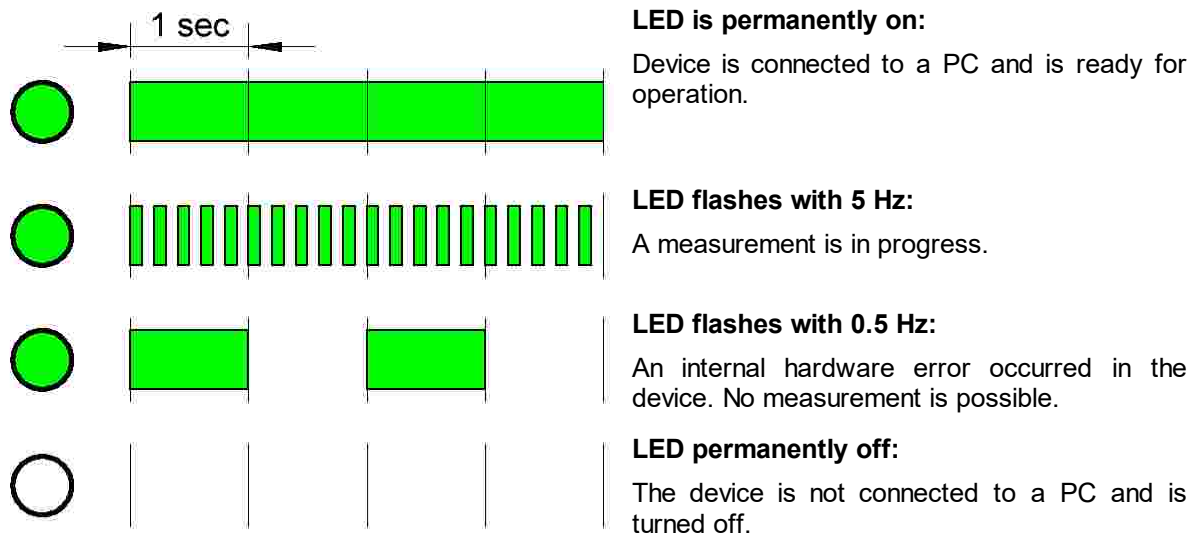 1 sec
LED is permanently on:
Device is connected to a PC and is ready for
operation.
LED flashes with 5 Hz:
A measurement is in progress.
LED flashes with 0.5 Hz:
An internal hardware error occurred in the
device. No measurement is possible.
LED permanently off:
The device is not connected to a PC and is
turned off.